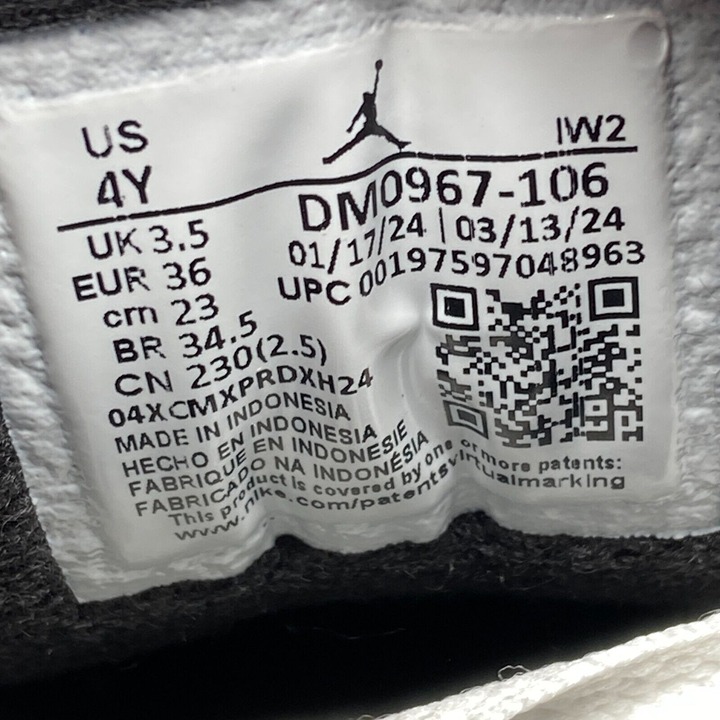 US
4Y
IW2
UK 3.5
EUR 36
cm 23
BR 34.5
CN 230(2.5)
DM0967-106
01/17/24 | 03/13/24
UPC 00197597048963
04XCMXPRDXH24
MADE IN INDONESIA
HECHO EN INDONESIA
FABRIQUE EN INDONESIE
FABRICADO NA INDONÉSIA
This product is covered by one or more patents:
www.nike.com/patentsvirtualmarking